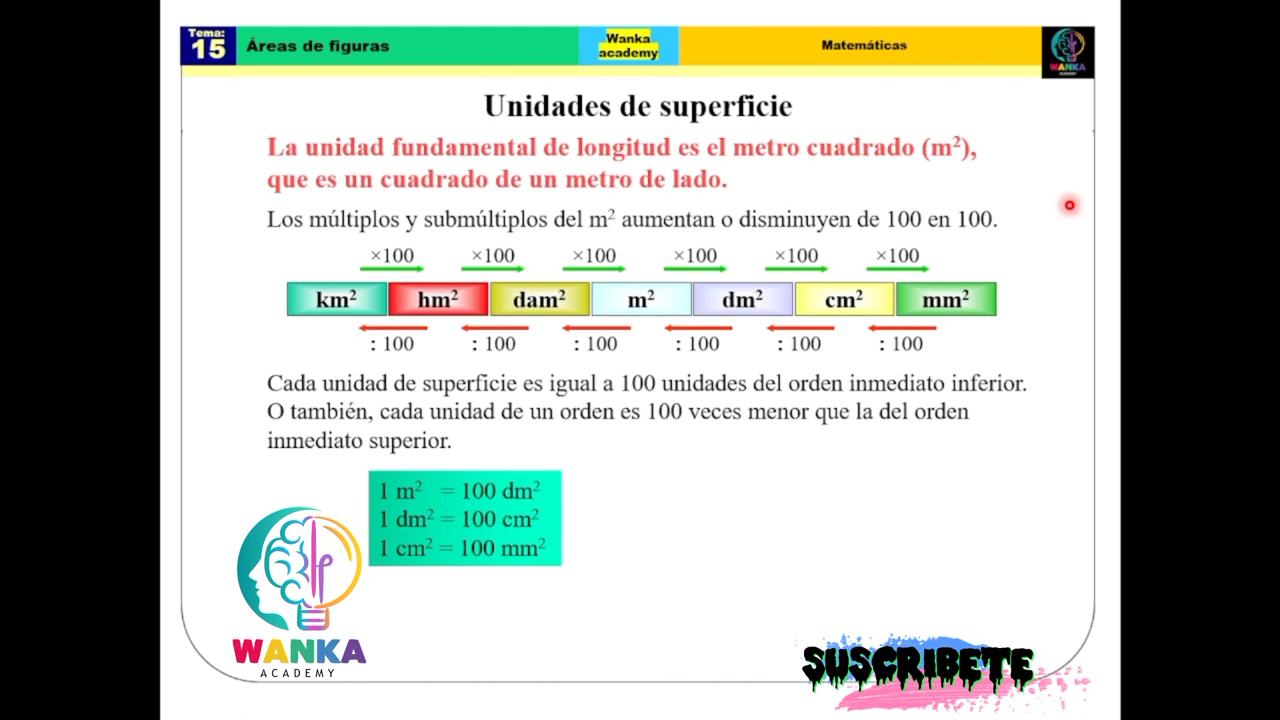 Tema:
15
Áreas de figuras
Wanka
academy
Matemáticas
WANKA
ACADEMY
Unidades de superficie
La unidad fundamental de longitud es el metro cuadrado (m²),
que es un cuadrado de un metro de lado.
Los múltiplos y submúltiplos del m² aumentan o disminuyen de 100 en 100.
×100 ×100 ×100 ×100 ×100 ×100
km² hm² dam² m² dm² cm² mm²
: 100 : 100 : 100 : 100 : 100 : 100
Cada unidad de superficie es igual a 100 unidades del orden inmediato inferior.
O también, cada unidad de un orden es 100 veces menor que la del orden
inmediato superior.
1 m² = 100 dm²
1 dm² = 100 cm²
1 cm² = 100 mm²
WANKA
ACADEMY
SUSCRIBETE